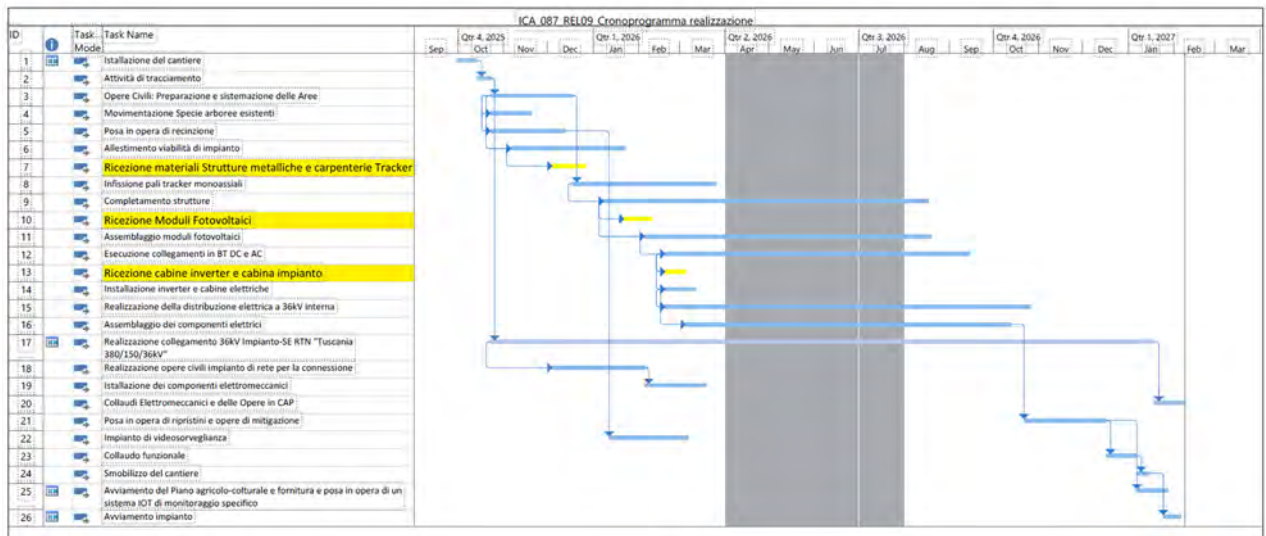 ICA_087_REL09_Cronoprogramma realizzazione
ID Task Mode Task Name Qtr 4, 2025 Qtr 1, 2026 Qtr 2, 2026 Qtr 3, 2026 Qtr 4, 2026 Qtr 1, 2027
Sep Oct Nov Dec Jan Feb Mar Apr May Jun Jul Aug Sep Oct Nov Dec Jan Feb Mar
1 Istallazione del cantiere
2 Attività di tracciamento
3 Opere Civili: Preparazione e sistemazione delle Aree
4 Movimentazione Specie arboree esistenti
5 Posa in opera di recinzione
6 Allestimento viabilità di impianto
7 Ricezione materiali Strutture metalliche e carpenterie Tracker
8 Infissione pali tracker monoassiali
9 Completamento strutture
10 Ricezione Moduli Fotovoltaici
11 Assemblaggio moduli fotovoltaici
12 Esecuzione collegamenti in BT DC e AC
13 Ricezione cabine inverter e cabina impianto
14 Installazione inverter e cabine elettriche
15 Realizzazione della distribuzione elettrica a 36kV interna
16 Assemblaggio dei componenti elettrici
17 Realizzazione collegamento 36kV Impianto-SE RTN "Tuscania
380/150/36kV"
18 Realizzazione opere civili impianto di rete per la connessione
19 Istallazione dei componenti elettromeccanici
20 Collaudi Elettromeccanici e delle Opere in CAP
21 Posa in opera di ripristini e opere di mitigazione
22 Impianto di videosorveglianza
23 Collaudo funzionale
24 Smobilizzo del cantiere
25 Avviamento del Piano agricolo-colturale e fornitura e posa in opera di un
sistema IOT di monitoraggio specifico
26 Avviamento impianto